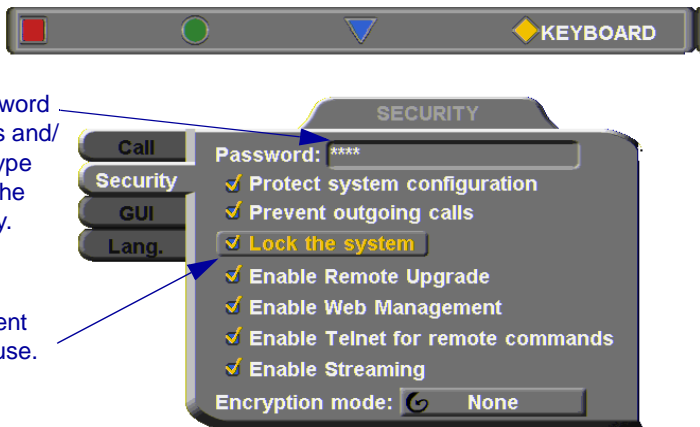 KEYBOARD
word
s and/
ype
he
y.
ent
use.
SECURITY
Call
Security
GUI
Lang.
Password: ****
Protect system configuration
Prevent outgoing calls
Lock the system
Enable Remote Upgrade
Enable Web Management
Enable Telnet for remote commands
Enable Streaming
Encryption mode: None